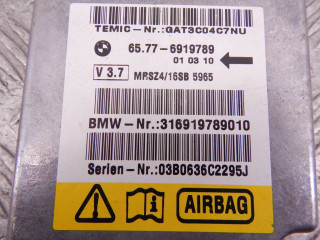 TEMIC-Nr.:GAT3C04C7NU
65.77-6919789
01 03 10
V 3.7 MRSZ4/16SB 5965
BMW-Nr.:316919789010
Serien-Nr.:03B0636C2295J
AIRBAG